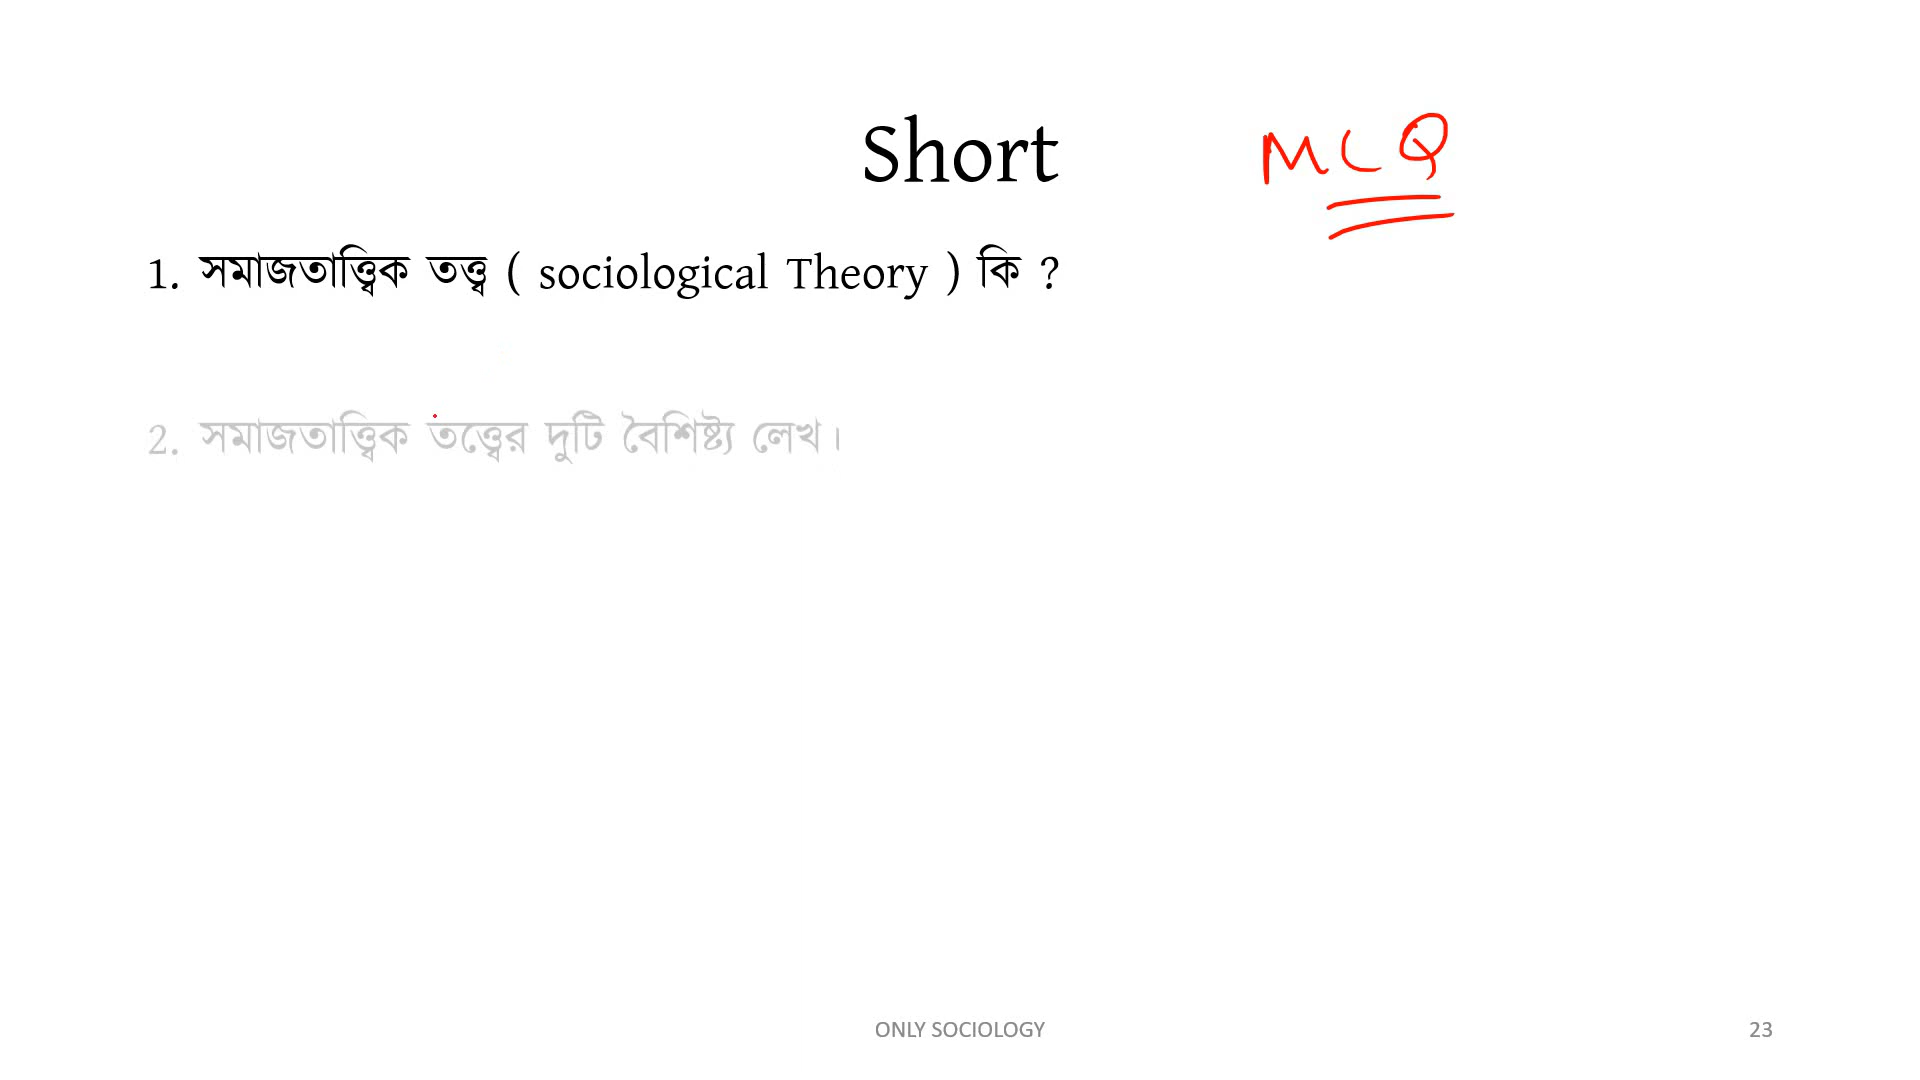 Short
MCQ
1. সমাজতাত্ত্বিক তত্ত্ব ( sociological Theory ) কি ?
2. সমাজতাত্ত্বিক তত্ত্বের দুটি বৈশিষ্ট্য লেখ।
ONLY SOCIOLOGY
23